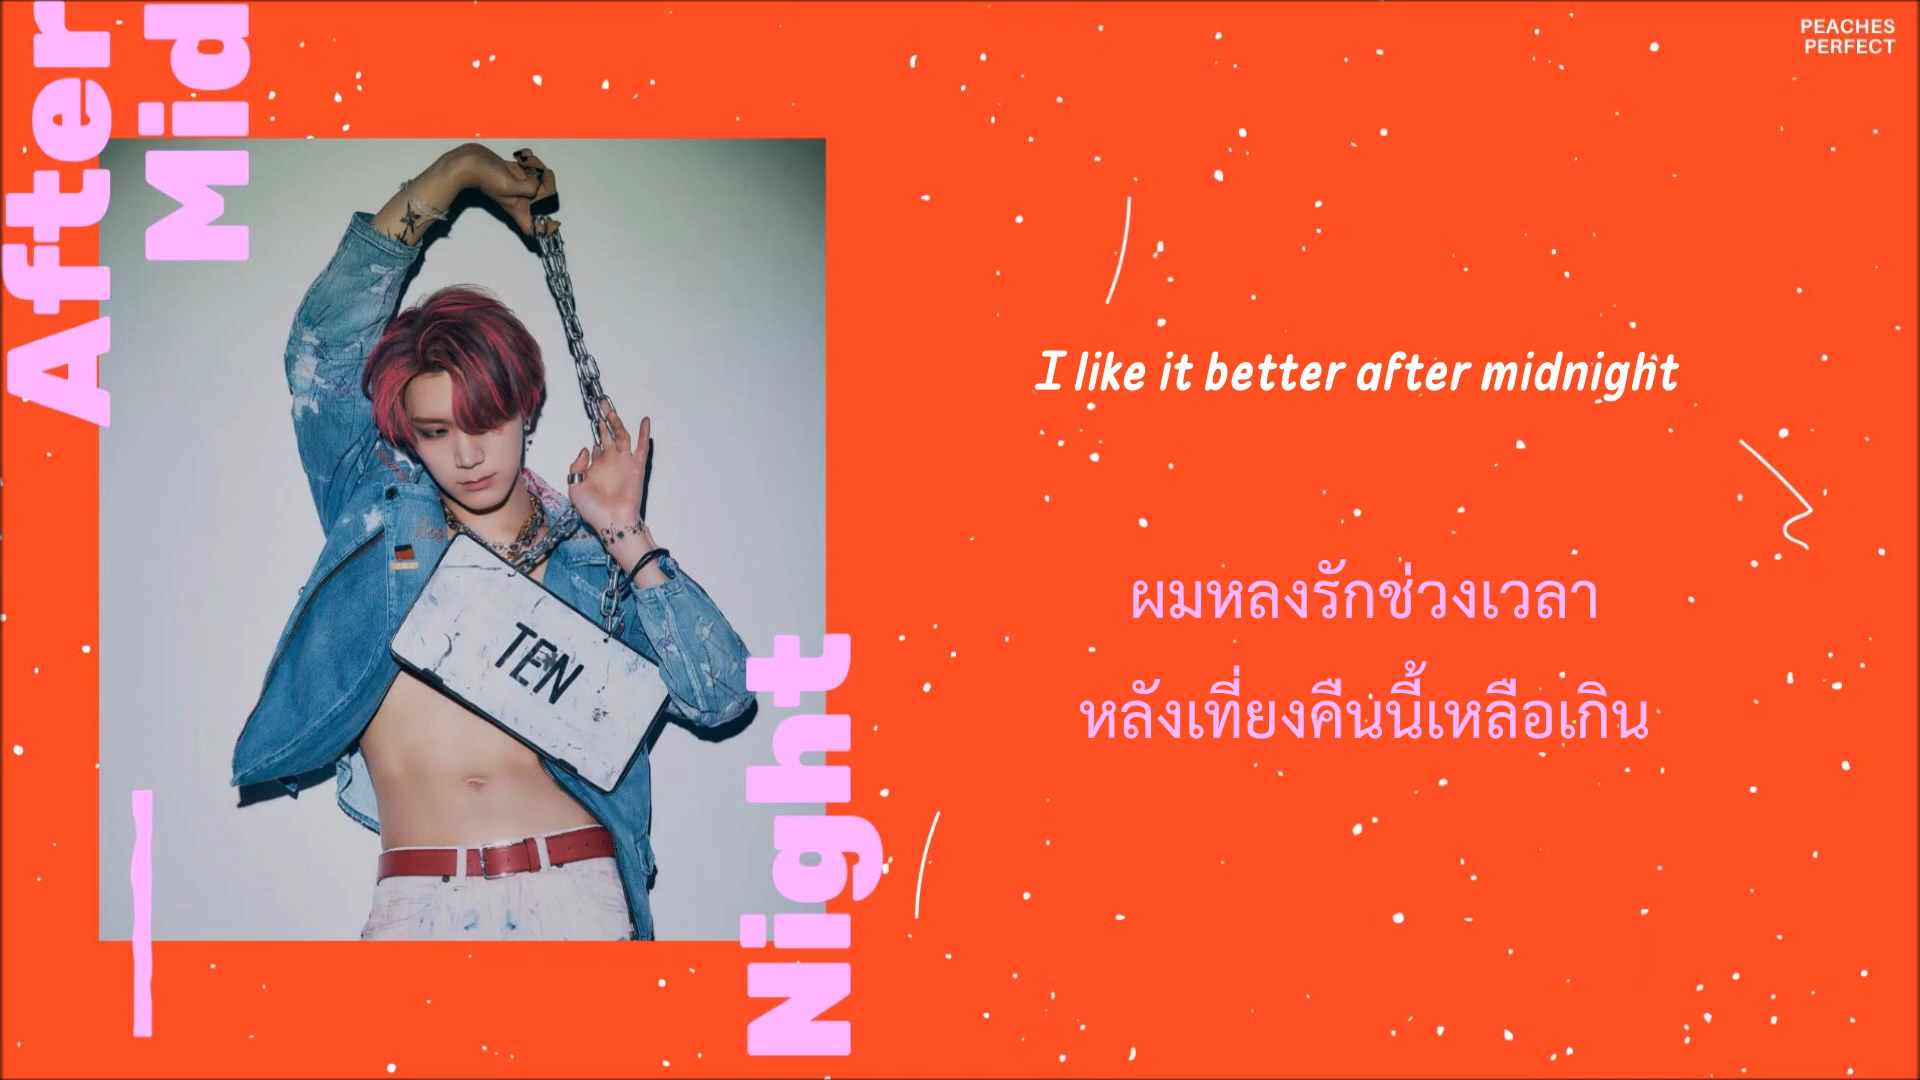 After
Mid
Night
TEN
PEACHES
PERFECT
I like it better after midnight
ผมหลงรักช่วงเวลา
หลังเที่ยงคืนนี้เหลือเกิน